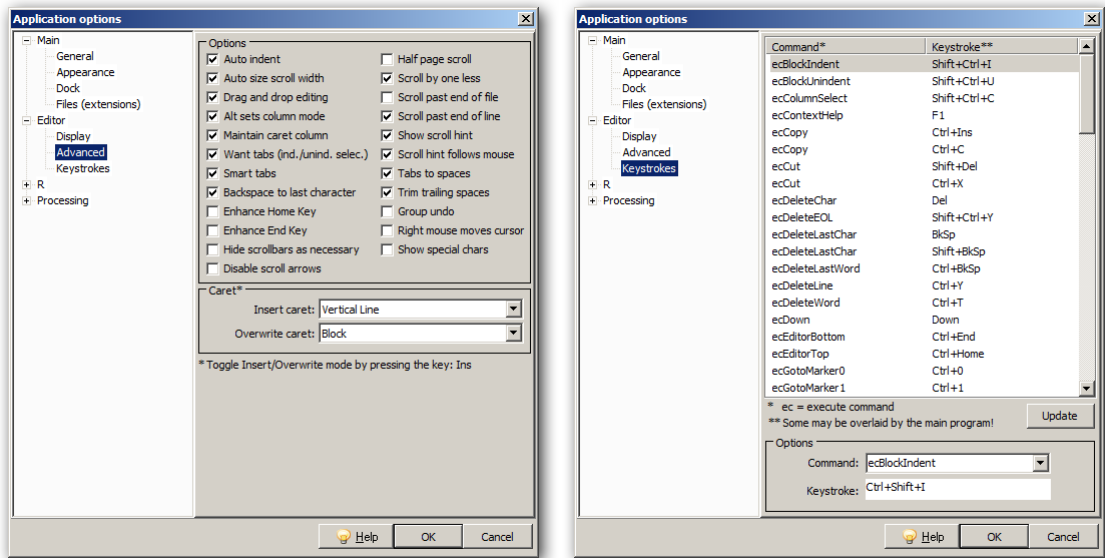 Application options
Main
General
Appearance
Dock
Files (extensions)
Editor
Display
Advanced
Keystrokes
R
Processing
Options
Auto indent
Auto size scroll width
Drag and drop editing
Alt sets column mode
Maintain caret column
Want tabs (ind./unind. selec.)
Smart tabs
Backspace to last character
Enhance Home Key
Enhance End Key
Hide scrollbars as necessary
Disable scroll arrows
Half page scroll
Scroll by one less
Scroll past end of file
Scroll past end of line
Show scroll hint
Scroll hint follows mouse
Tabs to spaces
Trim trailing spaces
Group undo
Right mouse moves cursor
Show special chars
Caret*
Insert caret: Vertical Line
Overwrite caret: Block
* Toggle Insert/Overwrite mode by pressing the key: Ins
Help OK Cancel
Application options
Main
General
Appearance
Dock
Files (extensions)
Editor
Display
Advanced
Keystrokes
R
Processing
Command* Keystroke**
ecBlockIndent Shift+Ctrl+I
ecBlockUnindent Shift+Ctrl+U
ecColumnSelect Shift+Ctrl+C
ecContextHelp F1
ecCopy Ctrl+Ins
ecCopy Ctrl+C
ecCut Shift+Del
ecCut Ctrl+X
ecDeleteChar Del
ecDeleteEOL Shift+Ctrl+Y
ecDeleteLastChar BkSp
ecDeleteLastChar Shift+BkSp
ecDeleteLastWord Ctrl+BkSp
ecDeleteLine Ctrl+Y
ecDeleteWord Ctrl+T
ecDown Down
ecEditorBottom Ctrl+End
ecEditorTop Ctrl+Home
ecGotoMarker0 Ctrl+0
ecGotoMarker1 Ctrl+1
* ec = execute command
** Some may be overlaid by the main program!
Update
Options
Command: ecBlockIndent
Keystroke: Ctrl+Shift+I
Help OK Cancel